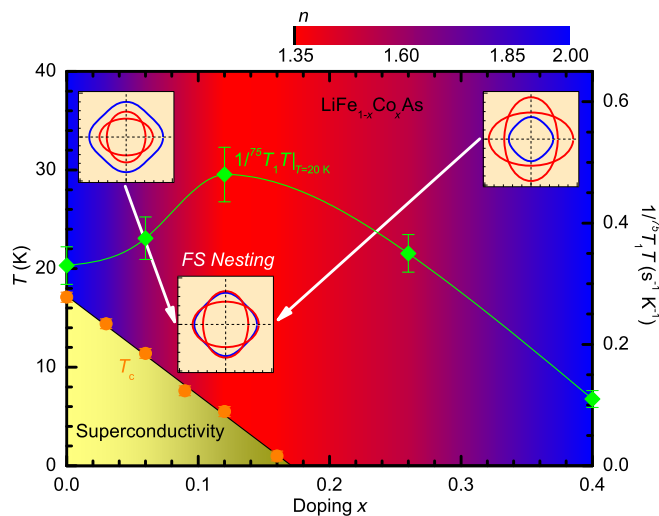 n
1.35 1.60 1.85 2.00
LiFe1-xCoxAs
1/75T1T|T=20 K
FS Nesting
Tc
Superconductivity
40
30
20
10
0
T (K)
0.6
0.4
0.2
0.0
1/75T1T (s-1 K-1)
0.0 0.1 0.2 0.3 0.4
Doping x